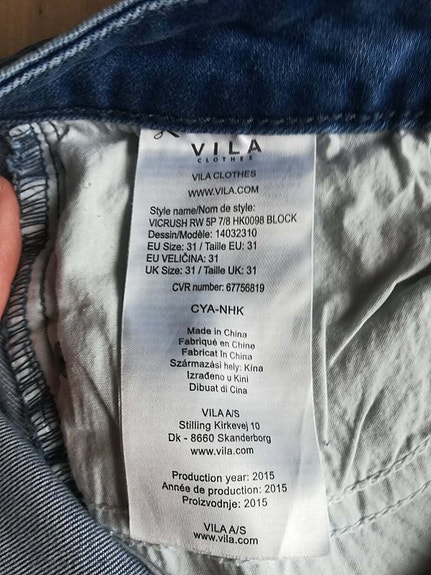 VILA
CLOTHES
VILA CLOTHES
WWW.VILA.COM
Style name/Nom de style:
VICRUSH RW 5P 7/8 HK0098 BLOCK
Dessin/Modèle: 14032310
EU Size: 31 / Taille EU: 31
EU VELIČINA: 31
UK Size: 31 / Taille UK: 31
CVR number: 67756819
CYA-NHK
Made in China
Fabriqué en Chine
Fabricat în China
Származási hely: Kína
Izrađeno u Kini
Dibuat di Cina
VILA A/S
Stilling Kirkevej 10
Dk - 8660 Skanderborg
www.vila.com
Production year: 2015
Année de production: 2015
Proizvodnje: 2015
VILA A/S
www.vila.com